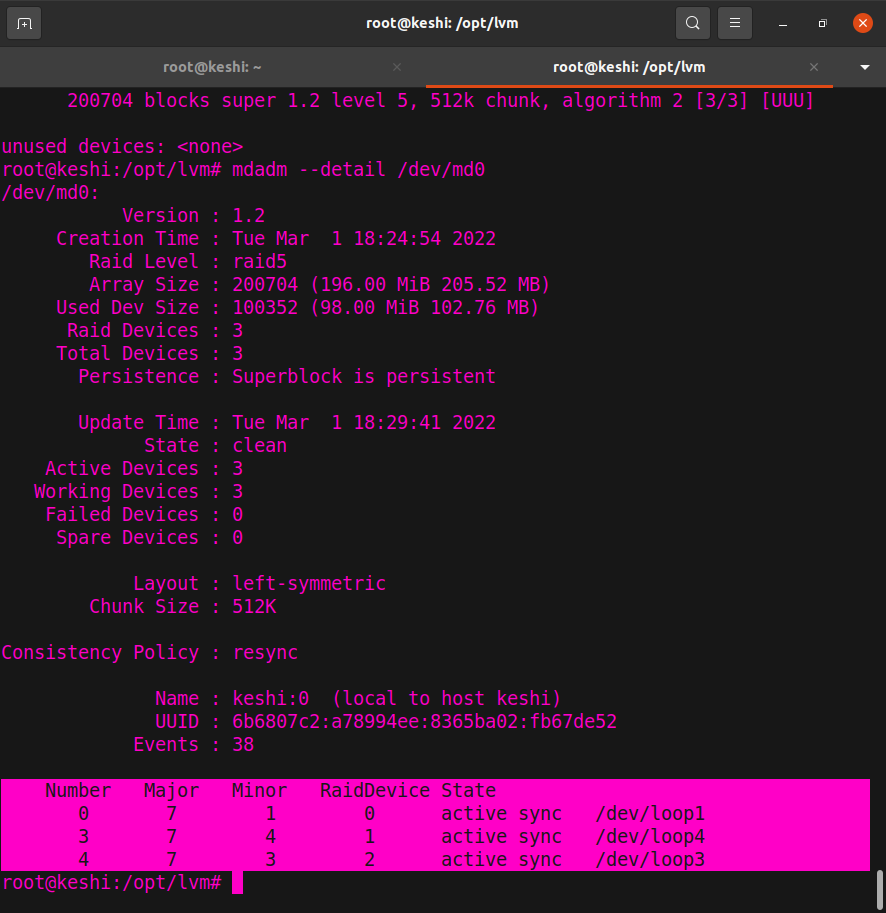 root@keshi: /opt/lvm
root@keshi: ~
root@keshi: /opt/lvm
200704 blocks super 1.2 level 5, 512k chunk, algorithm 2 [3/3] [UUU]
unused devices: <none>
root@keshi:/opt/lvm# mdadm --detail /dev/md0
/dev/md0:
Version : 1.2
Creation Time : Tue Mar  1 18:24:54 2022
Raid Level : raid5
Array Size : 200704 (196.00 MiB 205.52 MB)
Used Dev Size : 100352 (98.00 MiB 102.76 MB)
Raid Devices : 3
Total Devices : 3
Persistence : Superblock is persistent
Update Time : Tue Mar  1 18:29:41 2022
State : clean
Active Devices : 3
Working Devices : 3
Failed Devices : 0
Spare Devices : 0
Layout : left-symmetric
Chunk Size : 512K
Consistency Policy : resync
Name : keshi:0  (local to host keshi)
UUID : 6b6807c2:a78994ee:8365ba02:fb67de52
Events : 38
Number   Major   Minor   RaidDevice State
0       7        1        0      active sync   /dev/loop1
3       7        4        1      active sync   /dev/loop4
4       7        3        2      active sync   /dev/loop3
root@keshi:/opt/lvm#